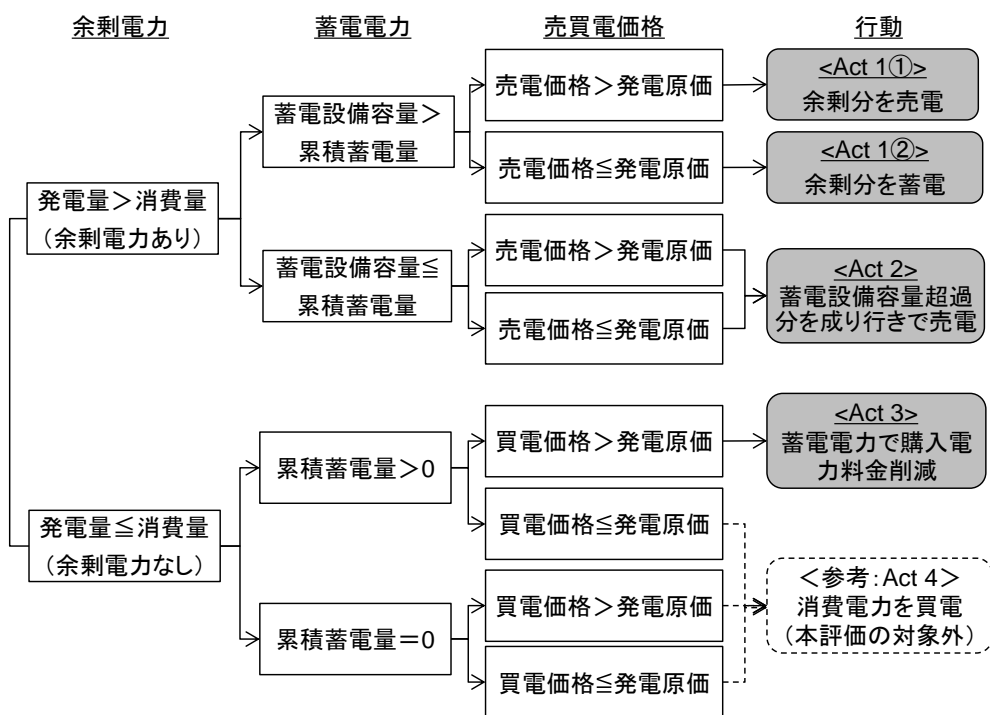 余剰電力
蓄電電力
売買電価格
行動
発電量＞消費量
（余剰電力あり）
蓄電設備容量＞
累積蓄電量
売電価格＞発電原価
<Act 1①>
余剰分を売電
売電価格≦発電原価
<Act 1②>
余剰分を蓄電
蓄電設備容量≦
累積蓄電量
売電価格＞発電原価
売電価格≦発電原価
<Act 2>
蓄電設備容量超過
分を成り行きで売電
発電量≦消費量
（余剰電力なし）
累積蓄電量＞0
買電価格＞発電原価
<Act 3>
蓄電電力で購入電
力料金削減
買電価格≦発電原価
累積蓄電量＝0
買電価格＞発電原価
買電価格≦発電原価
＜参考：Act 4＞
消費電力を買電
（本評価の対象外）